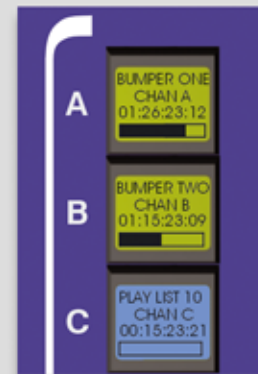 A
BUMPER ONE
CHAN A
01:26:23:12
B
BUMPER TWO
CHAN B
01:15:23:09
C
PLAY LIST 10
CHAN C
00:15:23:21